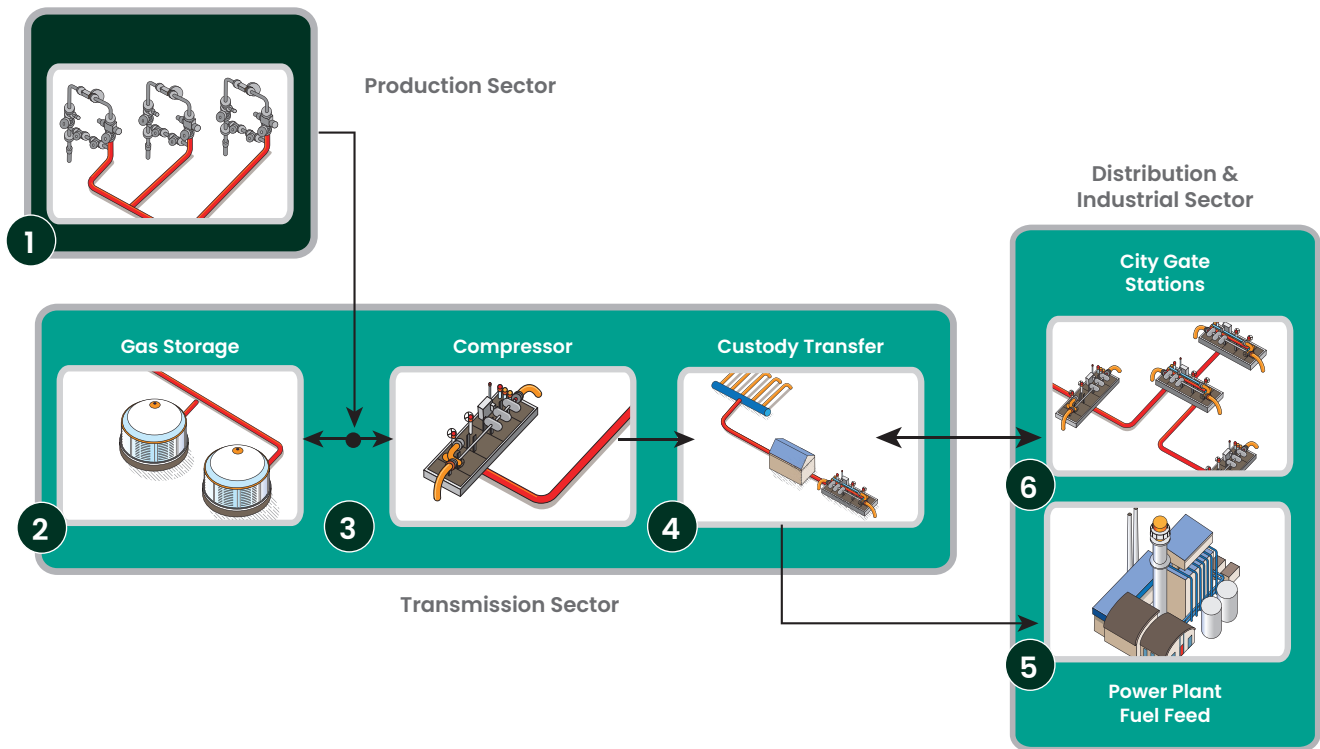 Production Sector
1
Distribution &
Industrial Sector
City Gate
Stations
Gas Storage
Compressor
Custody Transfer
2
3
4
6
5
Transmission Sector
Power Plant
Fuel Feed